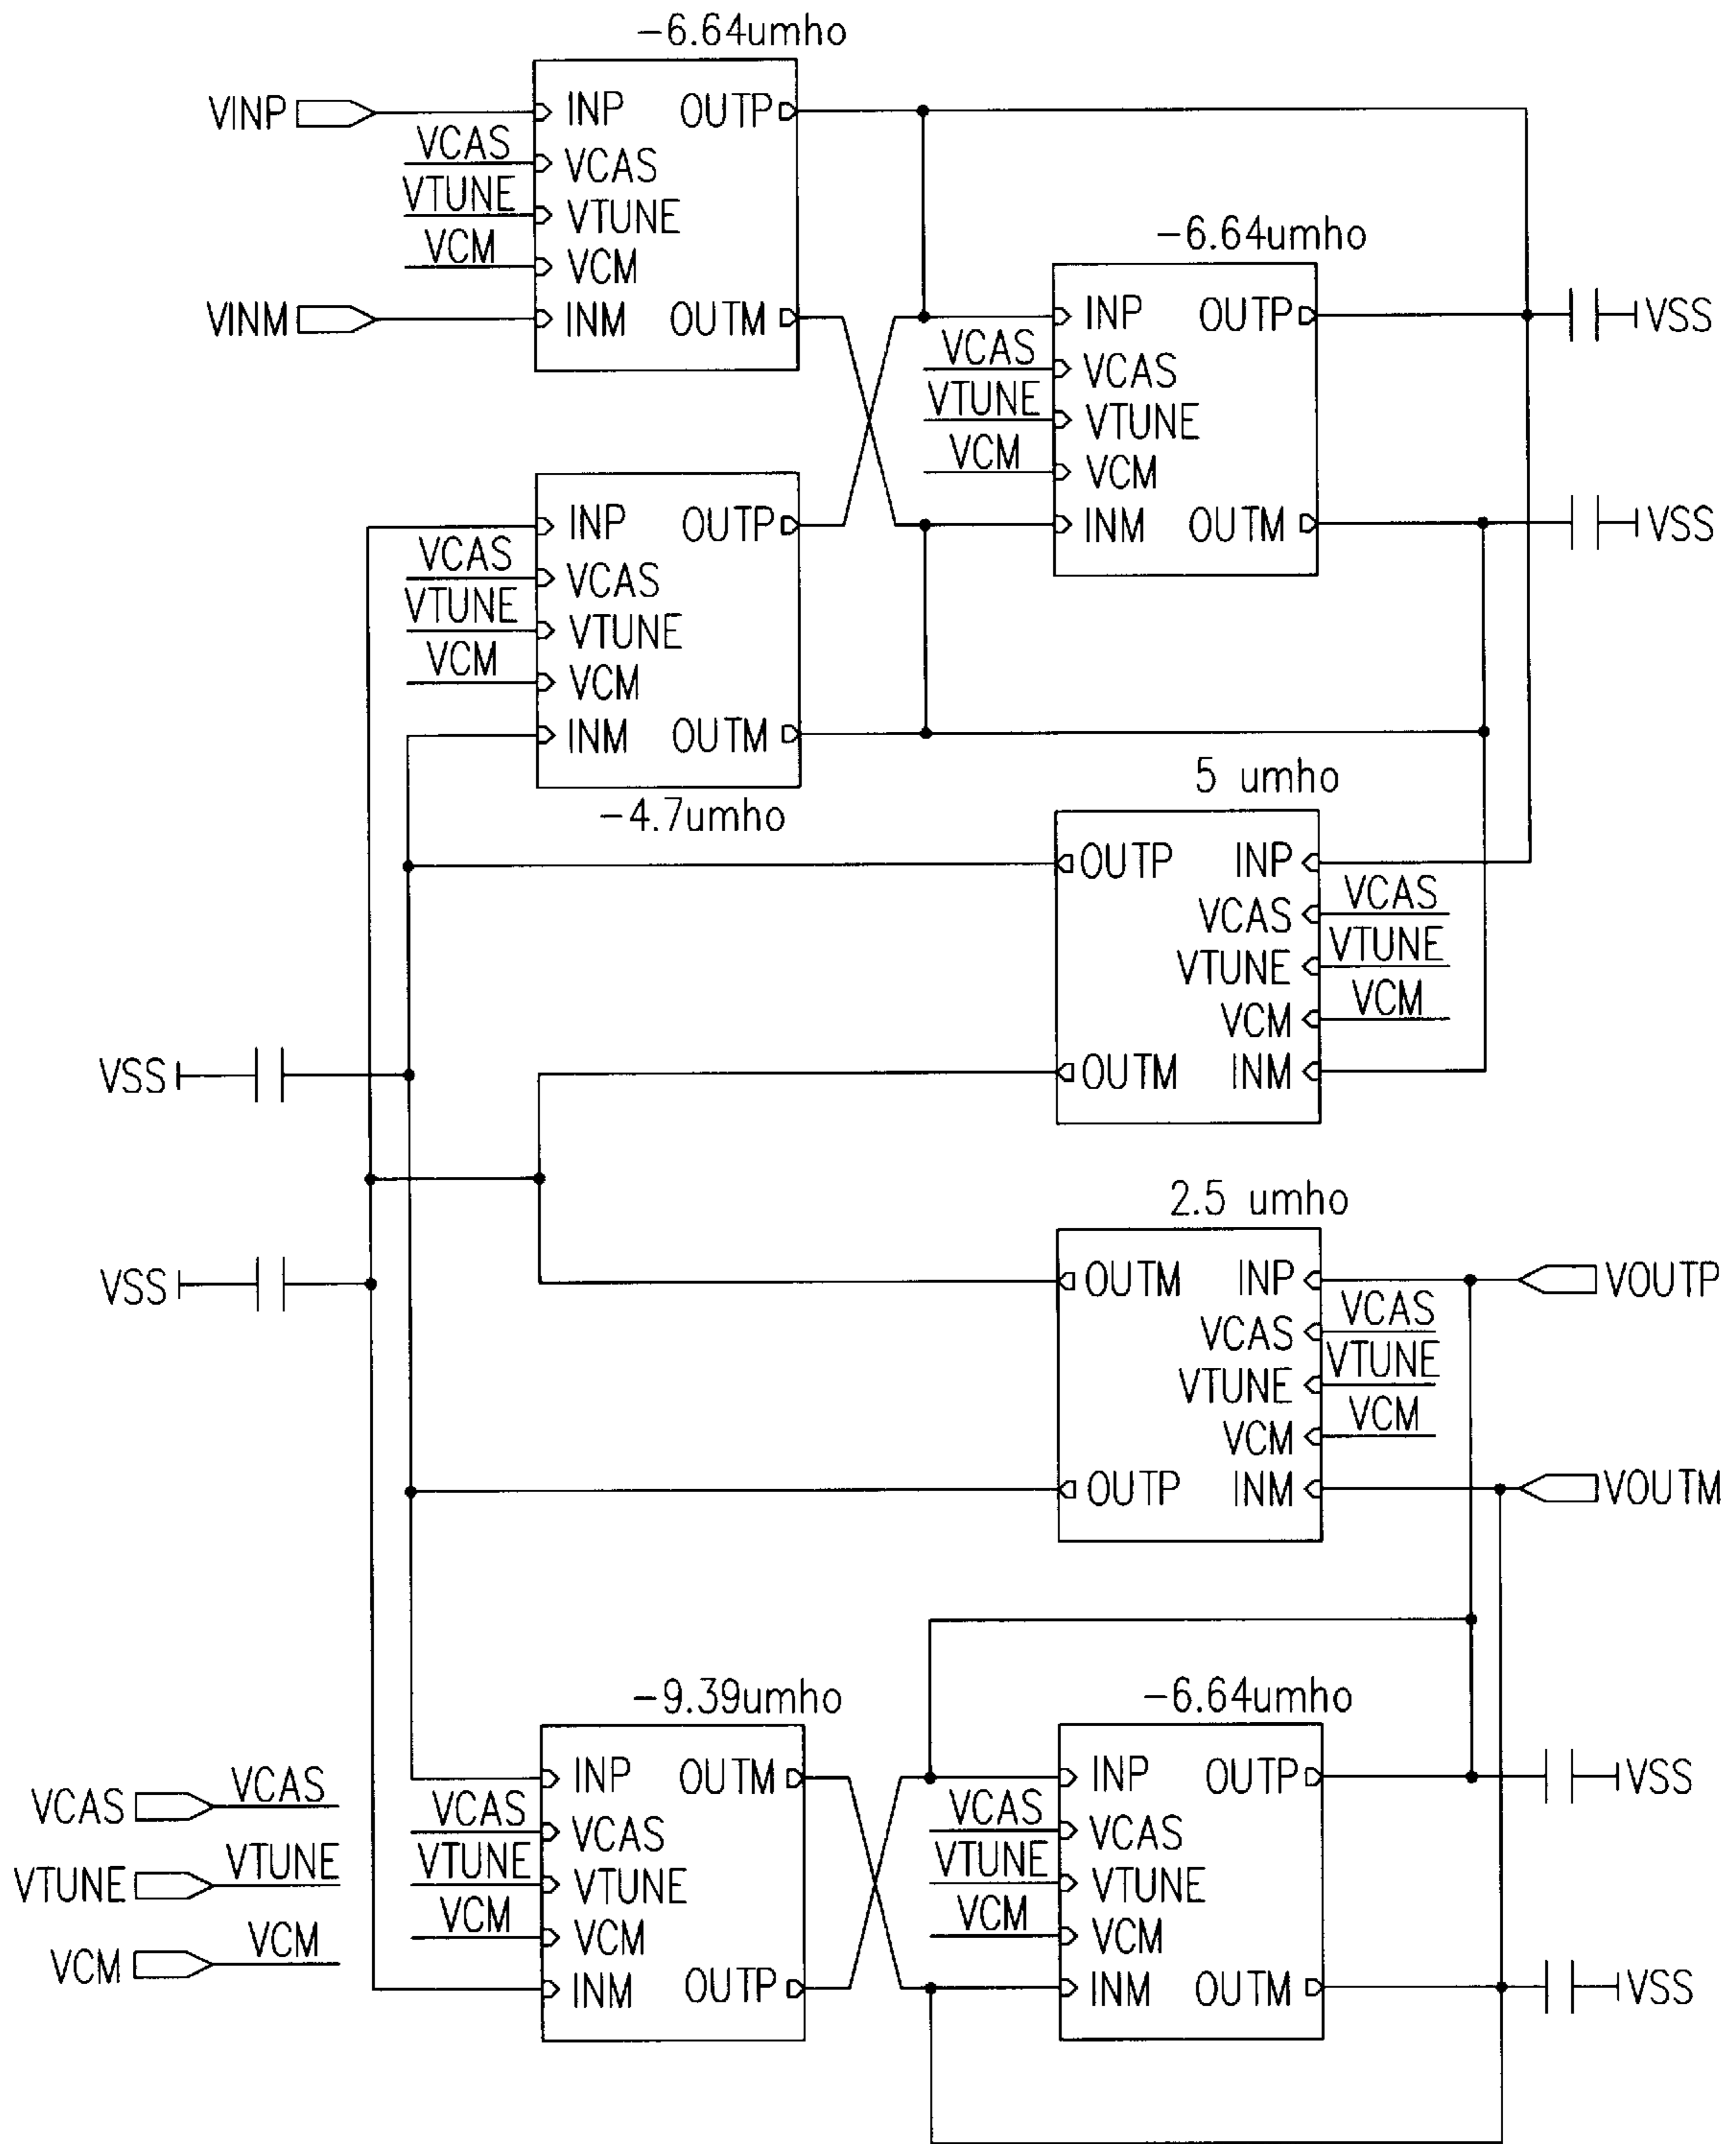 -6.64umho
VINP
INP OUTP
VCAS
VCAS
VTUNE
VTUNE
VCM
VCM
VINM
INM OUTM
-6.64umho
INP OUTP
VSS
VCAS
VCAS
VTUNE
VTUNE
VCM
VCM
INM OUTM
VSS
INP OUTP
VCAS
VCAS
VTUNE
VTUNE
VCM
VCM
INM OUTM
-4.7umho
5 umho
OUTP INP
VCAS
VCAS
VTUNE
VTUNE
VCM
VCM
OUTM INM
VSS
VSS
2.5 umho
OUTM INP
VOUTP
VCAS
VCAS
VTUNE
VTUNE
VCM
VCM
OUTP INM
VOUTM
-9.39umho
INP OUTM
VCAS
VCAS
VTUNE
VTUNE
VCM
VCM
INM OUTP
-6.64umho
INP OUTP
VSS
VCAS
VCAS
VTUNE
VTUNE
VCM
VCM
INM OUTM
VSS
VCAS
VCAS
VTUNE
VTUNE
VCM
VCM